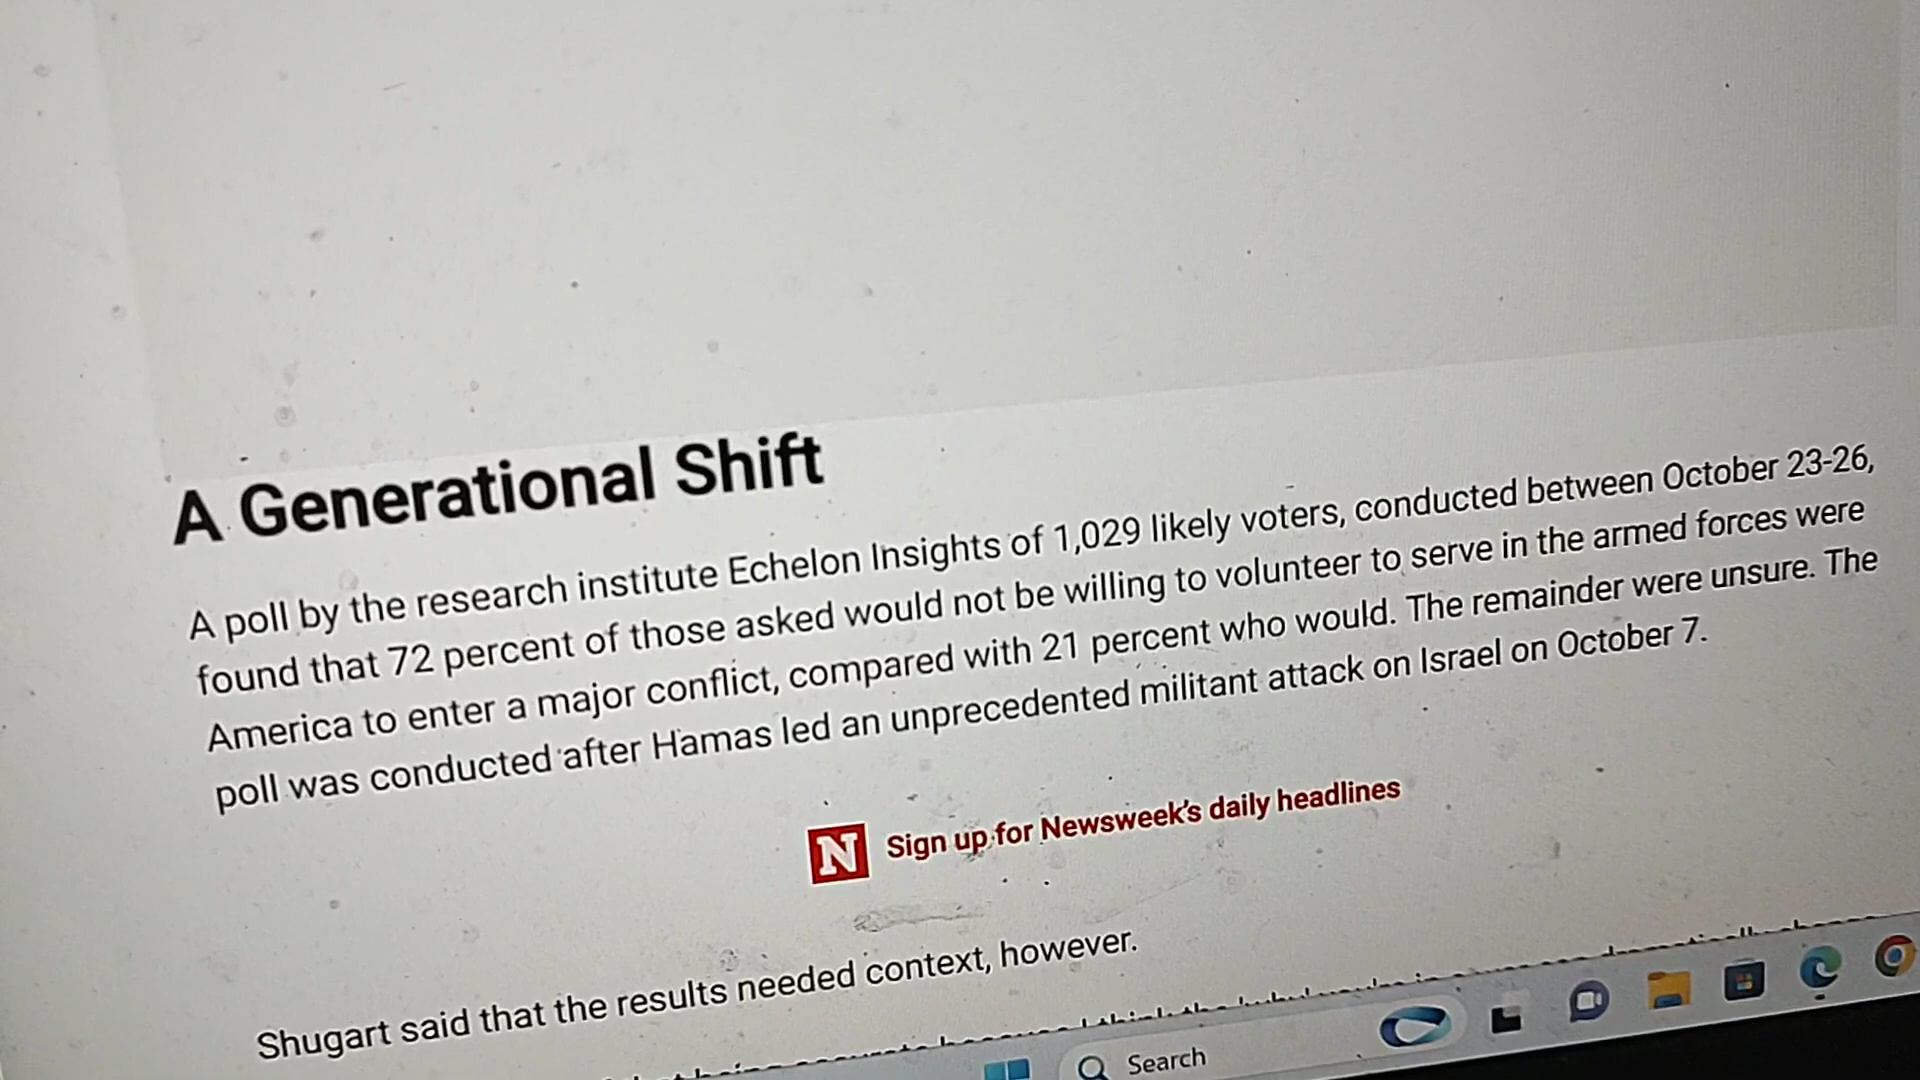 A Generational Shift
A poll by the research institute Echelon Insights of 1,029 likely voters, conducted between October 23-26,
found that 72 percent of those asked would not be willing to volunteer to serve in the armed forces were
America to enter a major conflict, compared with 21 percent who would. The remainder were unsure. The
poll was conducted after Hamas led an unprecedented militant attack on Israel on October 7.
N Sign up for Newsweek's daily headlines
Shugart said that the results needed context, however.
Search